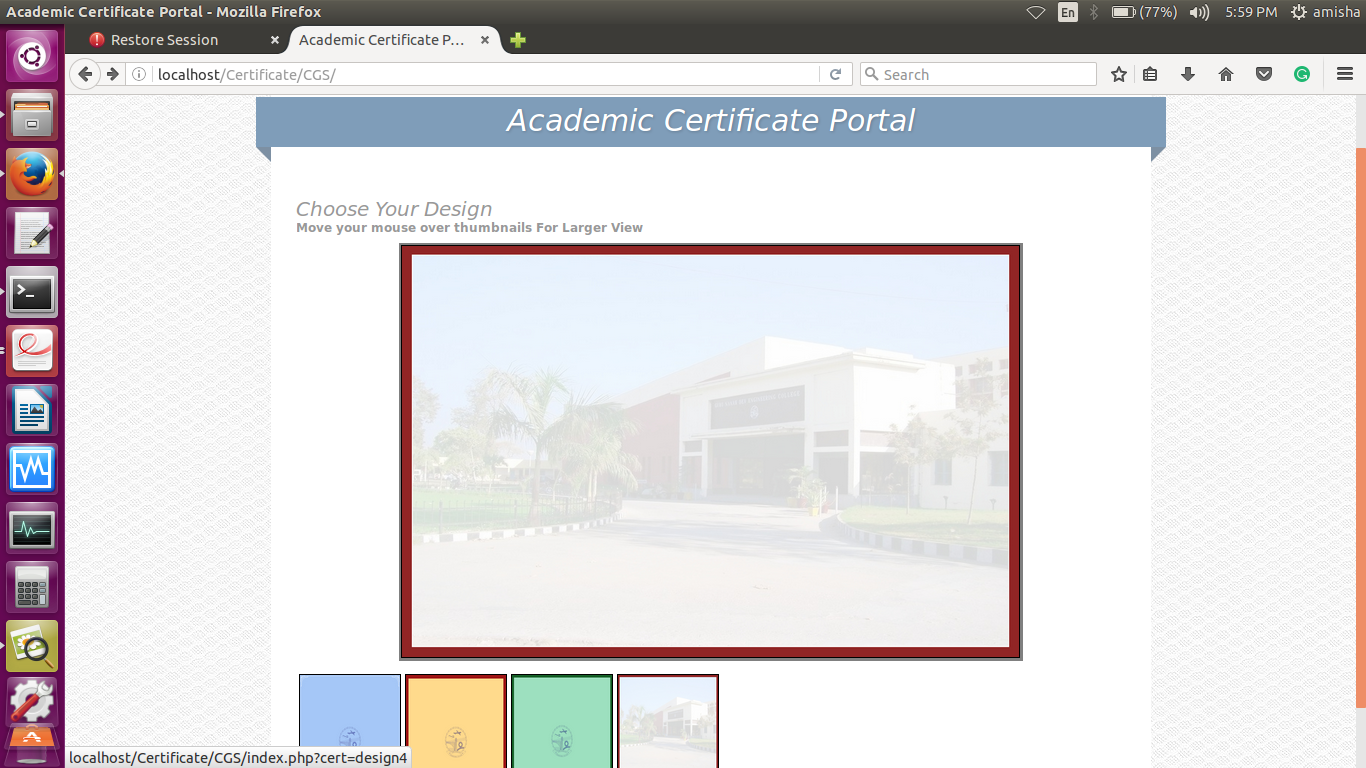 Academic Certificate Portal - Mozilla Firefox
En
(77%)
5:59 PM
amisha
Restore Session
Academic Certificate P...
localhost/Certificate/CGS/
Search
Academic Certificate Portal
Choose Your Design
Move your mouse over thumbnails For Larger View
localhost/Certificate/CGS/index.php?cert=design4